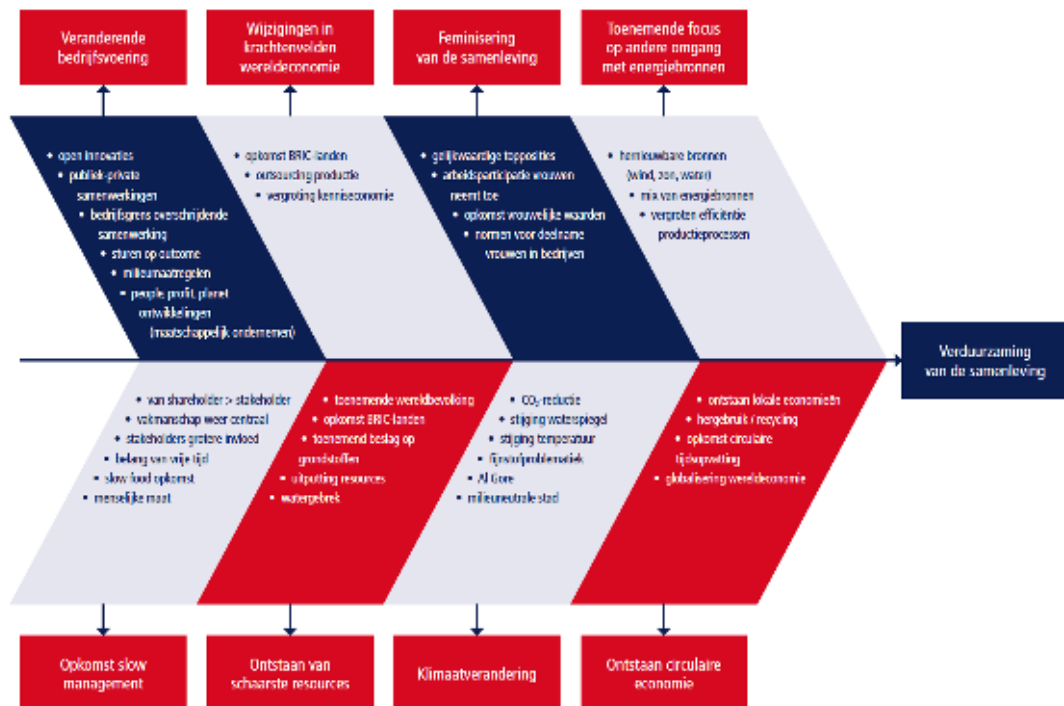 Veranderende
bedrijfsvoering
Wijzigingen in
krachtenvelden
wereldeconomie
Feminisering
van de samenleving
Toenemende focus
op andere omgang
met energiebronnen
• open innovaties
• publiek-private
samenwerkingen
• bedrijfsgrens overschrijdende
samenwerking
• sturen op outcome
• milieumaatregelen
• people, profit, planet
ontwikkelingen
(maatschappelijk ondernemen)
• opkomst BRIC-landen
• outsourcing productie
• vergroting kenniseconomie
• gelijkwaardige topposities
• arbeidsparticipatie vrouwen
neemt toe
• opkomst vrouwelijke waarden
• normen voor deelname
vrouwen in bedrijven
• hernieuwbare bronnen
(wind, zon, water)
• mix van energiebronnen
• vergroten efficiëntie
productieprocessen
Verduurzaming
van de samenleving
• van shareholder > stakeholder
• vakmanschap weer centraal
• stakeholders grotere invloed
• belang van vrije tijd
• slow food opkomst
• menselijke maat
• toenemende wereldbevolking
• opkomst BRIC-landen
• toenemend beslag op
grondstoffen
• uitputting resources
• watergebrek
• CO₂-reductie
• stijging waterspiegel
• stijging temperatuur
• fijnstofproblematiek
• Al Gore
• milieuneutrale stad
• ontstaan lokale economieën
• hergebruik / recycling
• opkomst circulaire
tijdsopvatting
• globalisering wereldeconomie
Opkomst slow
management
Ontstaan van
schaarste resources
Klimaatverandering
Ontstaan circulaire
economie